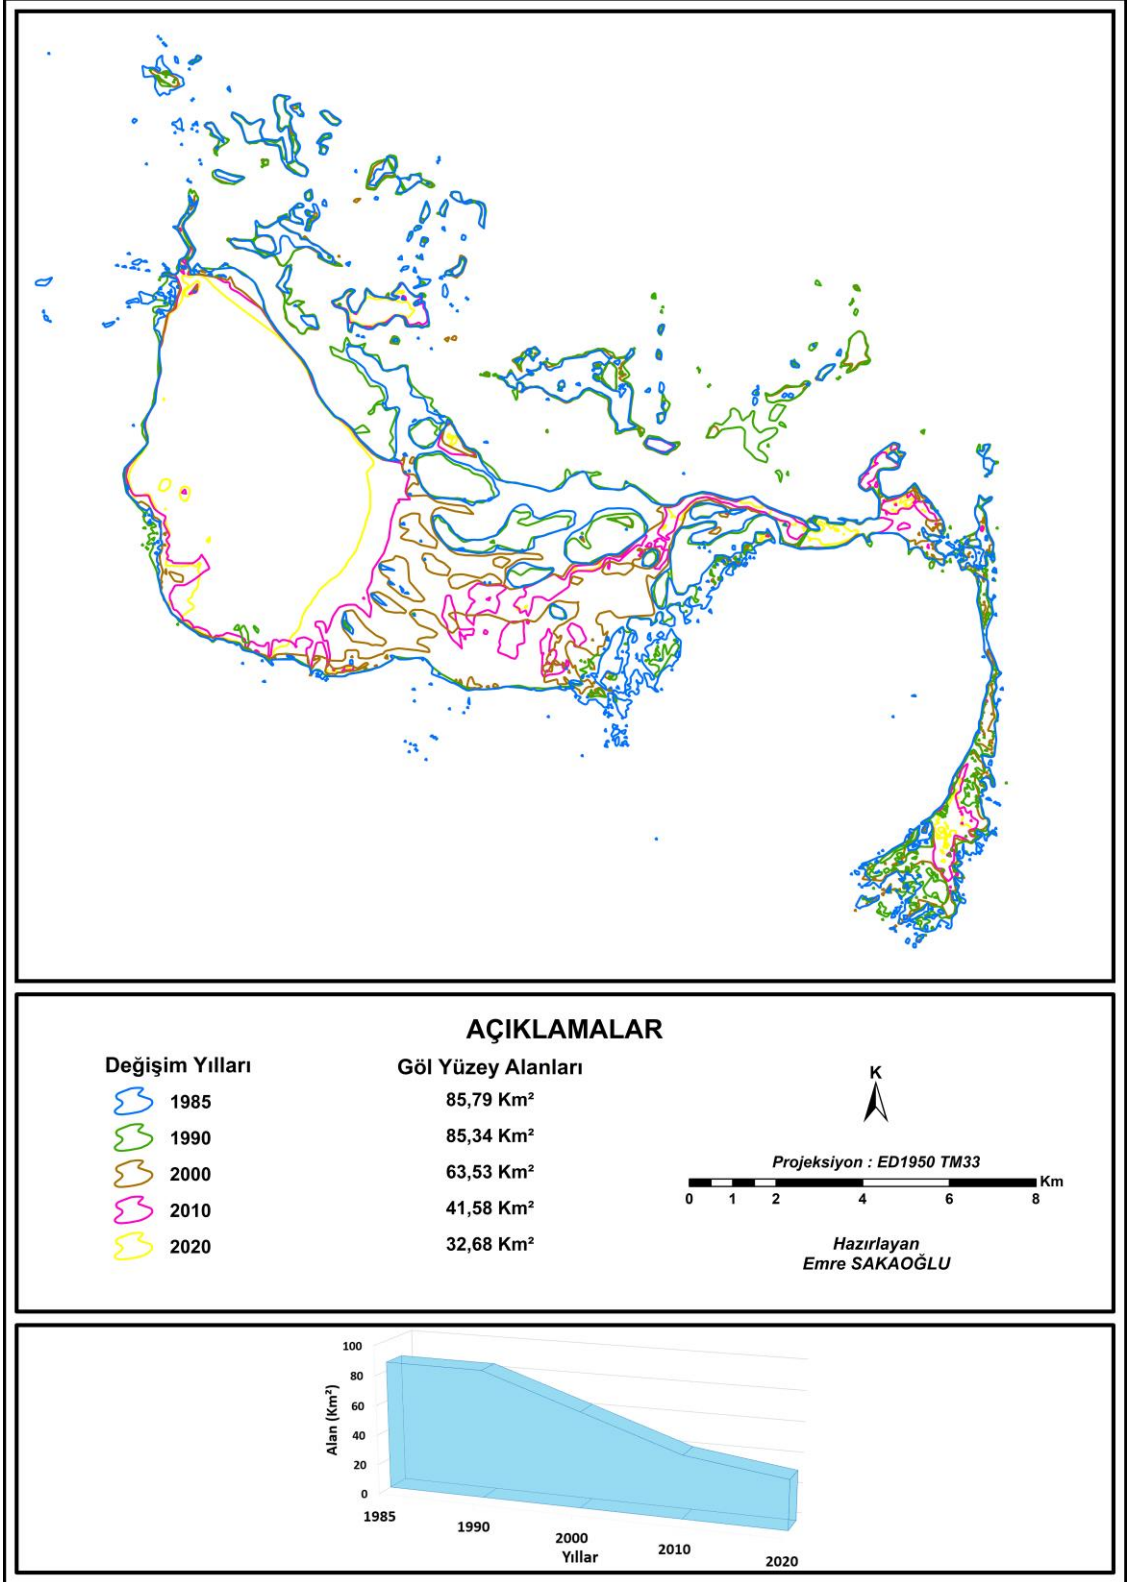 AÇIKLAMALAR
Değişim Yılları
Göl Yüzey Alanları
1985
85,79 Km²
1990
85,34 Km²
2000
63,53 Km²
2010
41,58 Km²
2020
32,68 Km²
K
Projeksiyon : ED1950 TM33
Km
0 1 2 4 6 8
Hazırlayan
Emre SAKAOĞLU
100
80
60
40
20
0
Alan (Km²)
1985
1990
2000
2010
2020
Yıllar